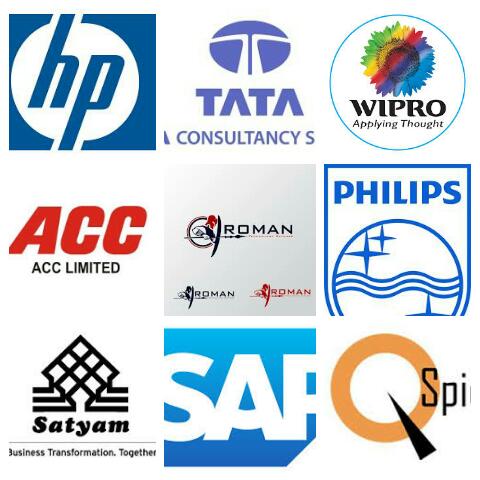 hp
TATA
A CONSULTANCY S
WIPRO
Applying Thought
ACC
ACC LIMITED
ROMAN
ROMAN
ROMAN
PHILIPS
Satyam
Business Transformation. Together
SAP
Spi